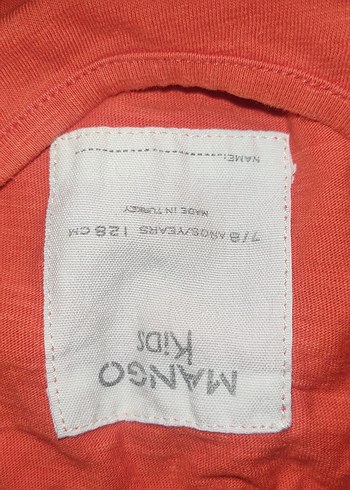 MANGO
KiDS
7/8 ANOS/YEARS 128 CM
MADE IN TURKEY
NAME: